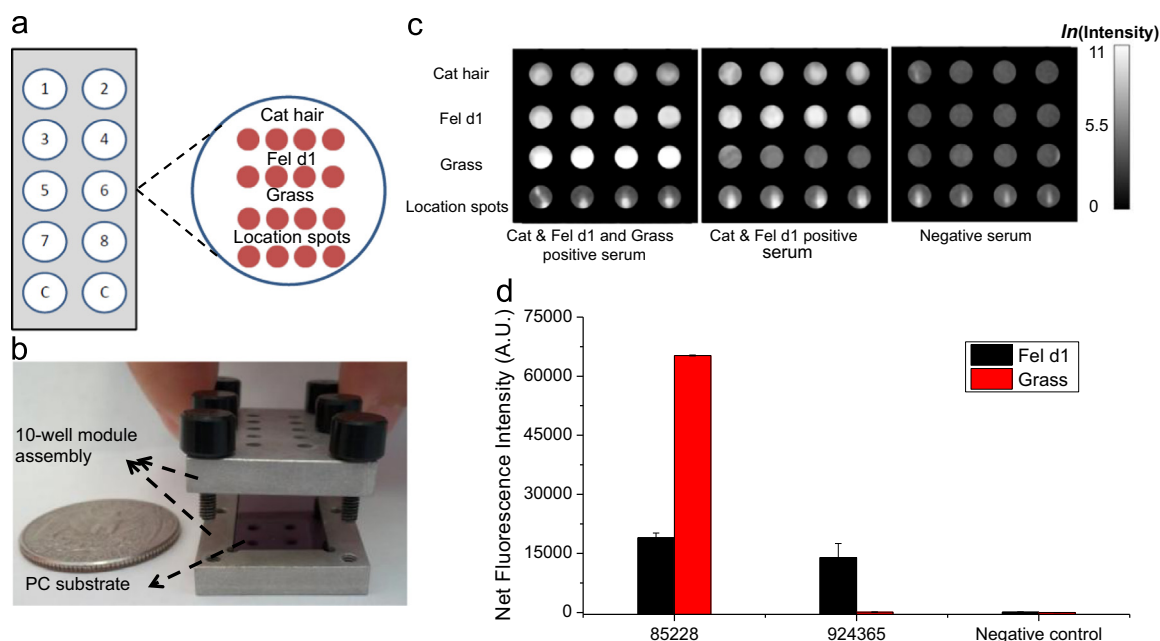 a
1 2
3 4
5 6
7 8
C C
Cat hair
Fel d1
Grass
Location spots
b
10-well module
assembly
PC substrate
c
Cat hair
Fel d1
Grass
Location spots
Cat & Fel d1 and Grass
positive serum
Cat & Fel d1 positive
serum
Negative serum
ln(Intensity)
11
5.5
0
d
Net Fluorescence Intensity (A.U.)
75000
60000
45000
30000
15000
0
Fel d1
Grass
85228
924365
Negative control